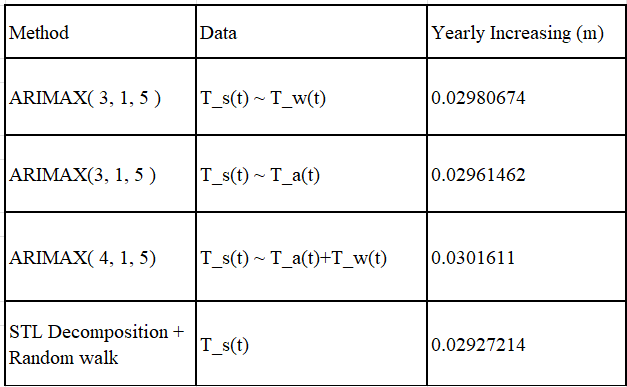 Method Data Yearly Increasing (m)
ARIMAX( 3, 1, 5 ) T_s(t) ~ T_w(t) 0.02980674
ARIMAX(3, 1, 5 ) T_s(t) ~ T_a(t) 0.02961462
ARIMAX( 4, 1, 5) T_s(t) ~ T_a(t)+T_w(t) 0.0301611
STL Decomposition +
Random walk T_s(t) 0.02927214